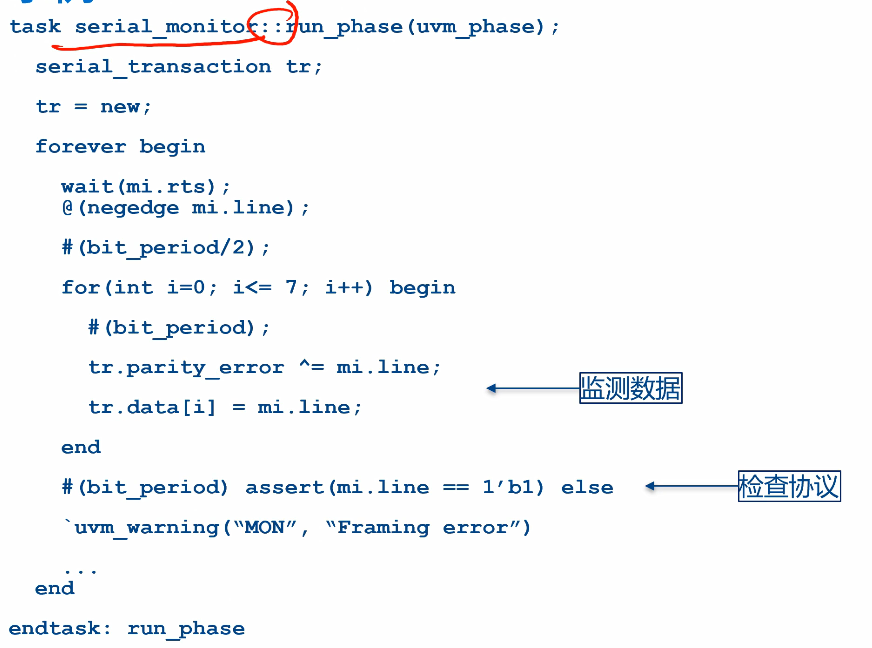 task serial_monitor::run_phase(uvm_phase);
serial_transaction tr;
tr = new;
forever begin
wait(mi.rts);
@(negedge mi.line);
#(bit_period/2);
for(int i=0; i<= 7; i++) begin
#(bit_period);
tr.parity_error ^= mi.line;
监测数据
tr.data[i] = mi.line;
end
#(bit_period) assert(mi.line == 1’b1) else
检查协议
`uvm_warning(“MON”, “Framing error”)
...
end
endtask: run_phase